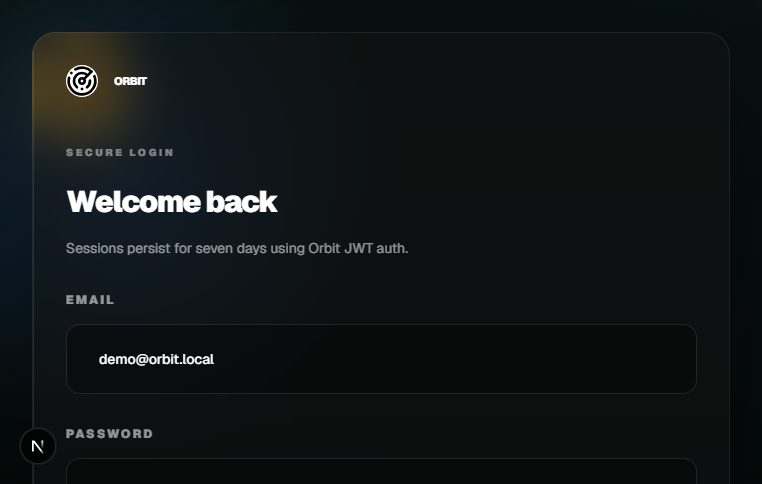 ORBIT
SECURE LOGIN
Welcome back
Sessions persist for seven days using Orbit JWT auth.
EMAIL
demo@orbit.local
PASSWORD
N